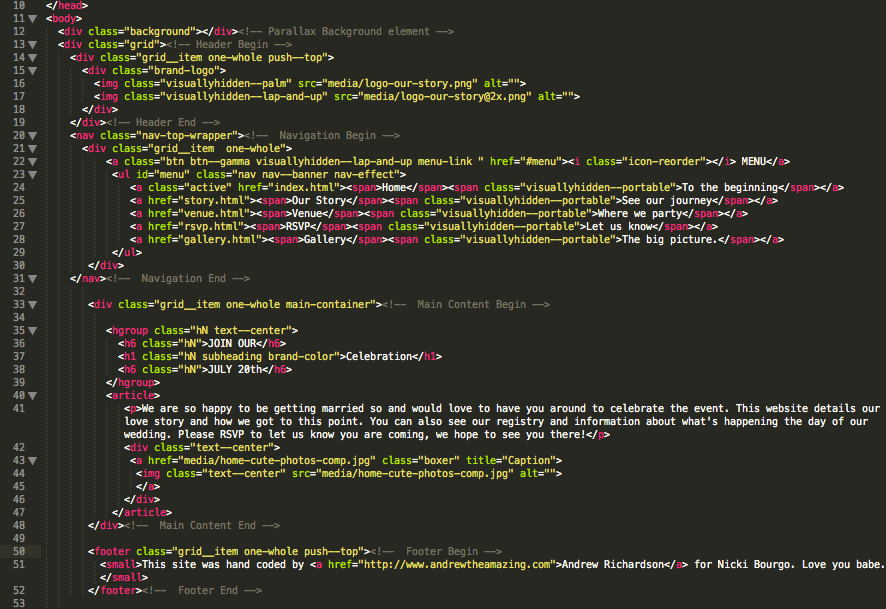 10 </head>
11 <body>
12 <div class="background"></div><!-- Parallax Background element -->
13 <div class="grid"><!-- Header Begin -->
14 <div class="grid__item one-whole push--top">
15 <div class="brand-logo">
16 <img class="visuallyhidden--palm" src="media/logo-our-story.png" alt="">
17 <img class="visuallyhidden--lap-and-up" src="media/logo-our-story@2x.png" alt="">
18 </div>
19 </div><!-- Header End -->
20 <nav class="nav-top-wrapper"><!--  Navigation Begin -->
21 <div class="grid__item  one-whole">
22 <a class="btn btn--gamma visuallyhidden--lap-and-up menu-link " href="#menu"><i class="icon-reorder"></i> MENU</a>
23 <ul id="menu" class="nav nav--banner nav-effect">
24 <a class="active" href="index.html"><span>Home</span><span class="visuallyhidden--portable">To the beginning</span></a>
25 <a href="story.html"><span>Our Story</span><span class="visuallyhidden--portable">See our journey</span></a>
26 <a href="venue.html"><span>Venue</span><span class="visuallyhidden--portable">Where we party</span></a>
27 <a href="rsvp.html"><span>RSVP</span><span class="visuallyhidden--portable">Let us know</span></a>
28 <a href="gallery.html"><span>Gallery</span><span class="visuallyhidden--portable">The big picture.</span></a>
29 </ul>
30 </div>
31 </nav><!--  Navigation End -->
32
33 <div class="grid__item one-whole main-container"><!--  Main Content Begin -->
34
35 <hgroup class="hN text--center">
36 <h6 class="hN">JOIN OUR</h6>
37 <h1 class="hN subheading brand-color">Celebration</h1>
38 <h6 class="hN">JULY 20th</h6>
39 </hgroup>
40 <article>
41 <p>We are so happy to be getting married so and would love to have you around to celebrate the event. This website details our
love story and how we got to this point. You can also see our registry and information about what's happening the day of our
wedding. Please RSVP to let us know you are coming, we hope to see you there!</p>
42 <div class="text--center">
43 <a href="media/home-cute-photos-comp.jpg" class="boxer" title="Caption">
44 <img class="text--center" src="media/home-cute-photos-comp.jpg" alt="">
45 </a>
46 </div>
47 </article>
48 </div><!--  Main Content End -->
49
50 <footer class="grid__item one-whole push--top"><!--  Footer Begin -->
51 <small>This site was hand coded by <a href="http://www.andrewtheamazing.com">Andrew Richardson</a> for Nicki Bourgo. Love you babe.
</small>
52 </footer><!--  Footer End -->
53